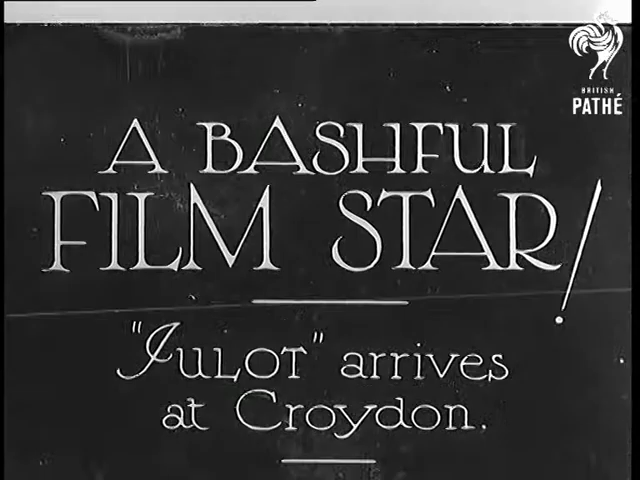 BRITISH
PATHÉ
A BASHFUL
FILM STAR!
"JULOT" arrives
at Croydon.